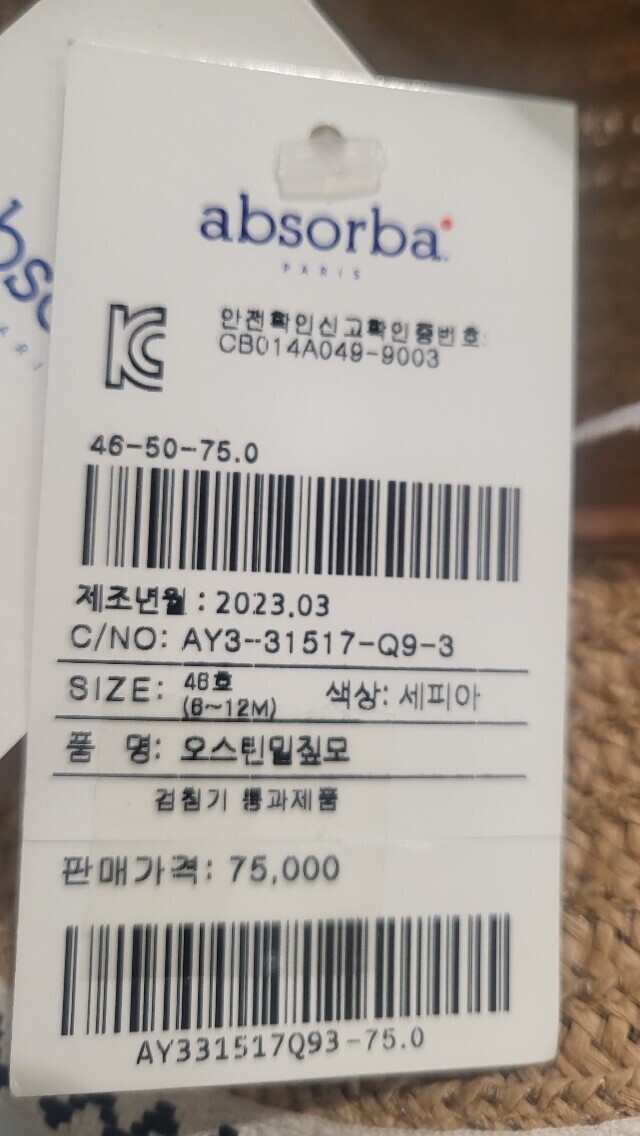 absorba
PARIS
안전확인신고확인증번호:
CB014A049-9003
46-50-75.0
제조년월 : 2023.03
C/NO: AY3-31517-Q9-3
SIZE: 46호 (6~12M) 색상: 세피아
품 명: 오스틴밀짚모
검침기 통과제품
판매가격: 75,000
AY331517Q93-75.0